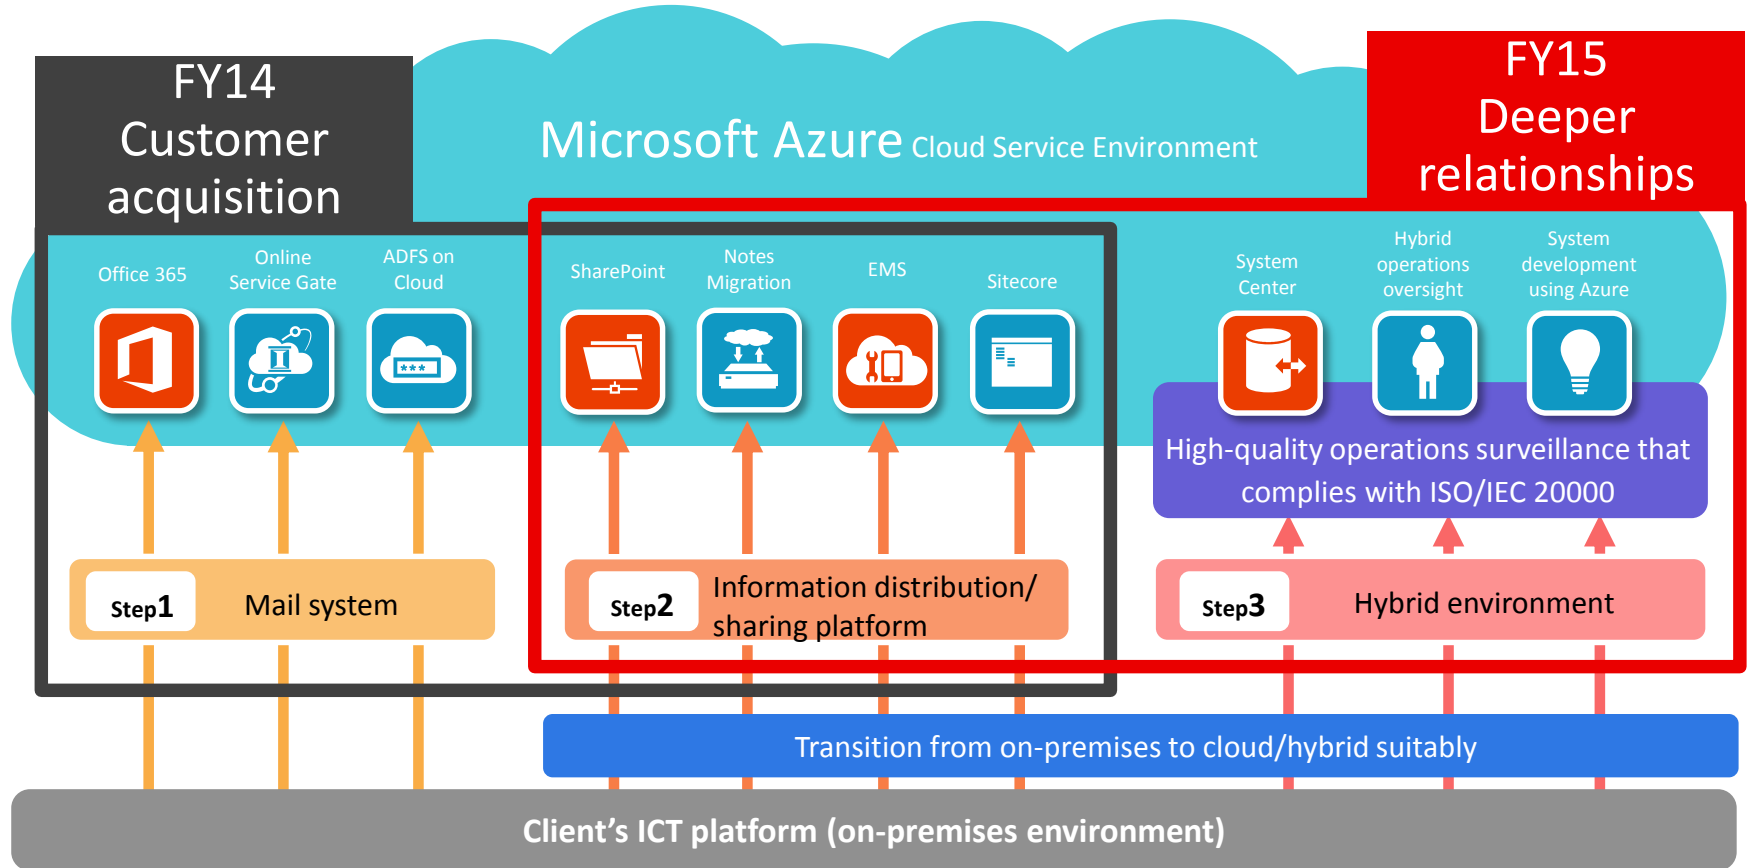 FY14
Customer
acquisition
Microsoft Azure Cloud Service Environment
FY15
Deeper
relationships
Office 365
Online
Service Gate
ADFS on
Cloud
SharePoint
Notes
Migration
EMS
Sitecore
System
Center
Hybrid
operations
oversight
System
development
using Azure
***
High-quality operations surveillance that
complies with ISO/IEC 20000
Step1
Mail system
Step2
Information distribution/
sharing platform
Step3
Hybrid environment
Transition from on-premises to cloud/hybrid suitably
Client’s ICT platform (on-premises environment)